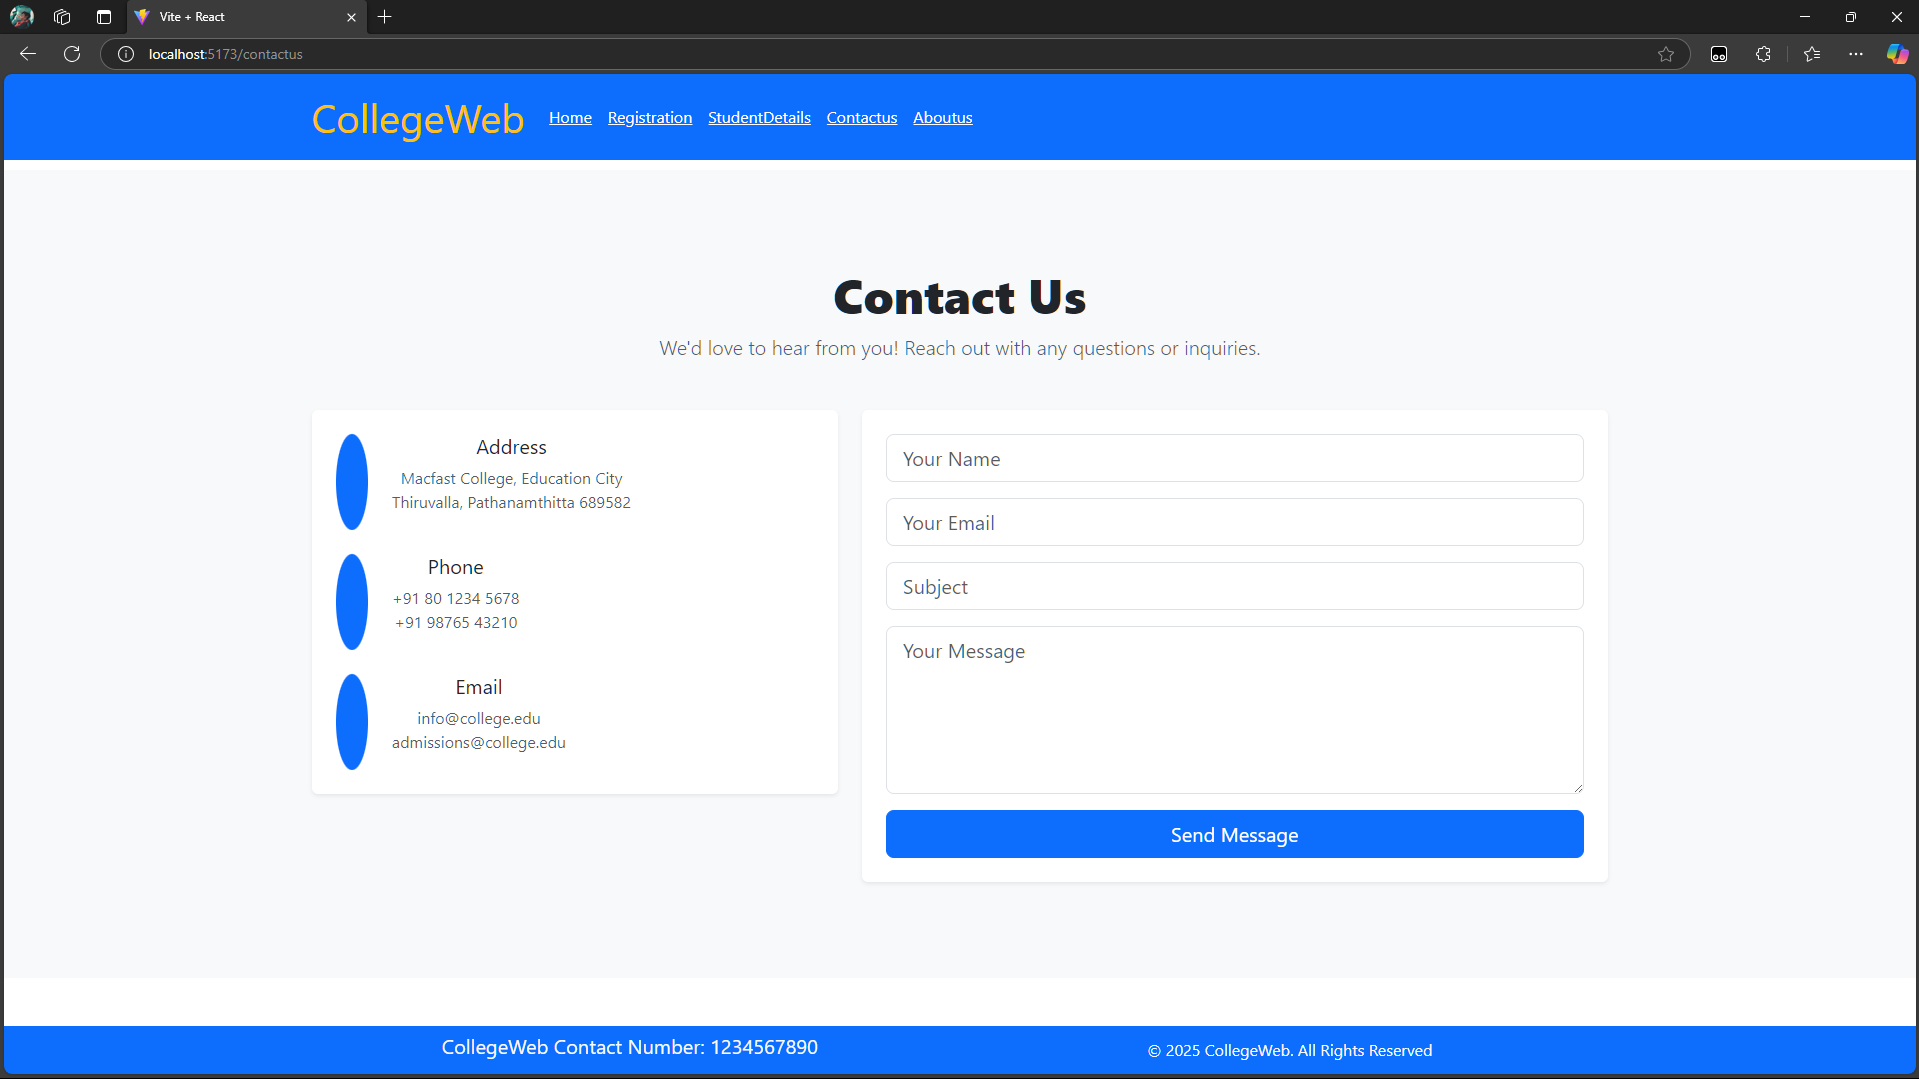 Vite + React
localhost:5173/contactus
CollegeWeb
Home Registration StudentDetails Contactus Aboutus
Contact Us
We'd love to hear from you! Reach out with any questions or inquiries.
Address
Macfast College, Education City
Thiruvalla, Pathanamthitta 689582
Phone
+91 80 1234 5678
+91 98765 43210
Email
info@college.edu
admissions@college.edu
Your Name
Your Email
Subject
Your Message
Send Message
CollegeWeb Contact Number: 1234567890
© 2025 CollegeWeb. All Rights Reserved